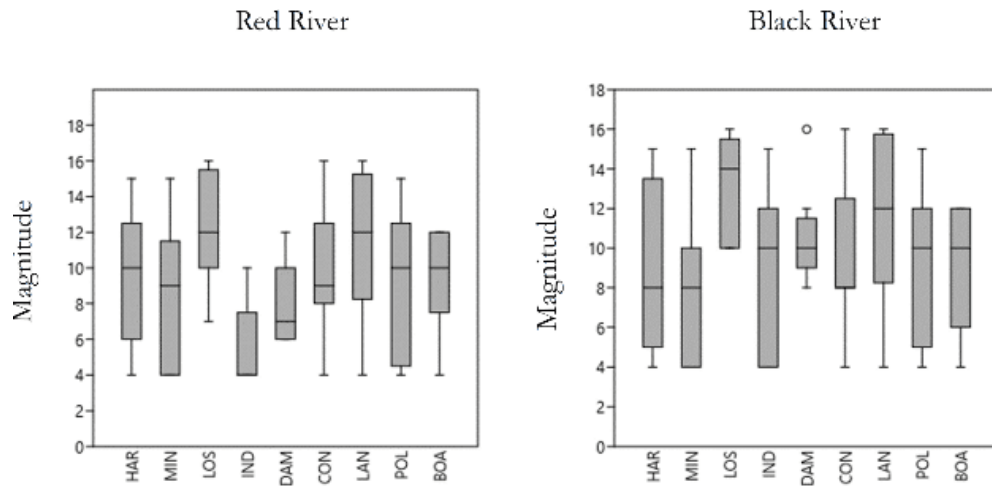 Red River
Magnitude
18
16
14
12
10
8
6
4
2
0
HAR
MIN
LOS
IND
DAM
CON
LAN
POL
BOA
Black River
Magnitude
18
16
14
12
10
8
6
4
2
0
HAR
MIN
LOS
IND
DAM
CON
LAN
POL
BOA